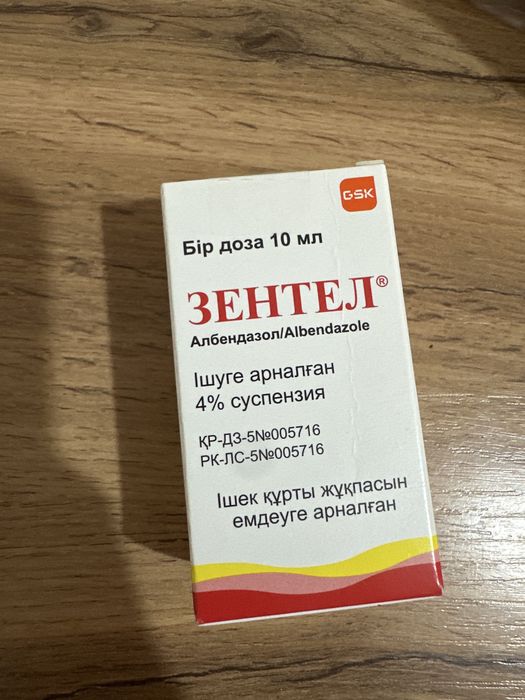 GSK
Бір доза 10 мл
ЗЕНТЕЛ®
Албендазол/Albendazole
Ішуге арналған
4% суспензия
ҚР-ДЗ-5№005716
РК-ЛС-5№005716
Ішек құрты жұқпасын
емдеуге арналған